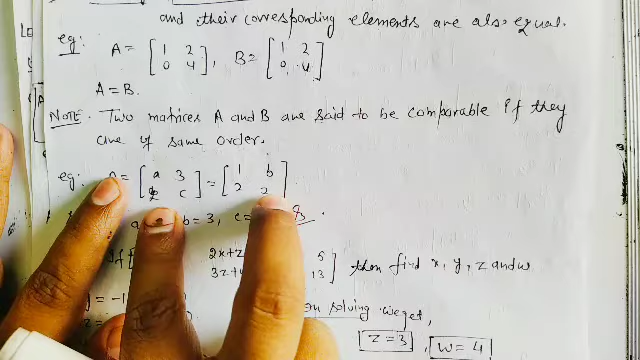 and their corresponding elements are also equal.
eg: A = [1 2 0 4], B = [1 2 0 4]
A = B.
NOTE. Two matrices A and B are said to be comparable if they
are of same order.
eg: = [a 3 c] = [1 b 2 2]
a b = 3, c =
If 2x+z 5
3z+ 13 then find x, y, z and w
= -1 on solving we get,
z = 3, w = 4